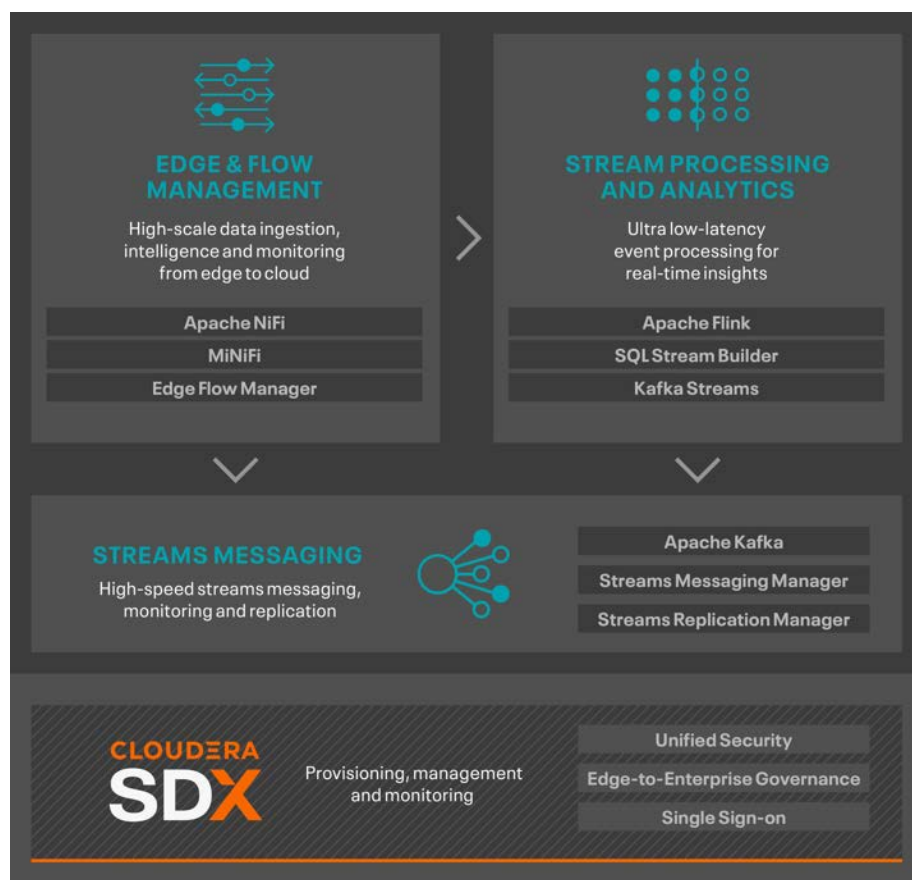 EDGE & FLOW
MANAGEMENT
High-scale data ingestion,
intelligence and monitoring
from edge to cloud
Apache NiFi
MiNiFi
Edge Flow Manager
STREAM PROCESSING
AND ANALYTICS
Ultra low-latency
event processing for
real-time insights
Apache Flink
SQL Stream Builder
Kafka Streams
STREAMS MESSAGING
High-speed streams messaging,
monitoring and replication
Apache Kafka
Streams Messaging Manager
Streams Replication Manager
CLOUDERA
SDX
Provisioning, management
and monitoring
Unified Security
Edge-to-Enterprise Governance
Single Sign-on